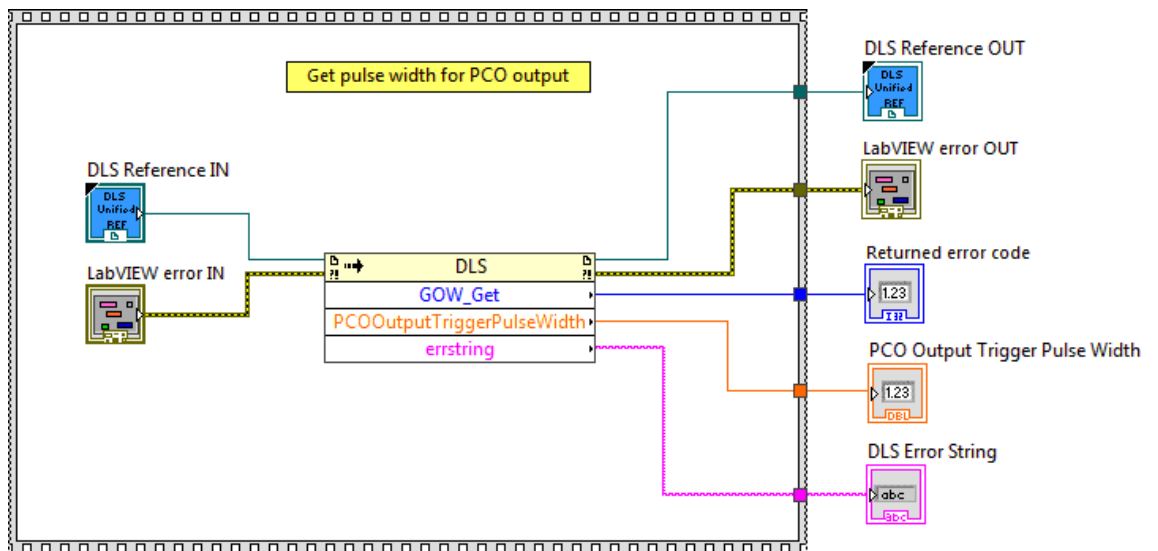 Get pulse width for PCO output
DLS Reference OUT
DLS
Unified
REF
LabVIEW error OUT
DLS Reference IN
DLS
Unified
REF
LabVIEW error IN
?! DLS ?!
GOW_Get
PCOOutputTriggerPulseWidth
errstring
Returned error code
1.23
I32
PCO Output Trigger Pulse Width
1.23
DBL
DLS Error String
abc
abc